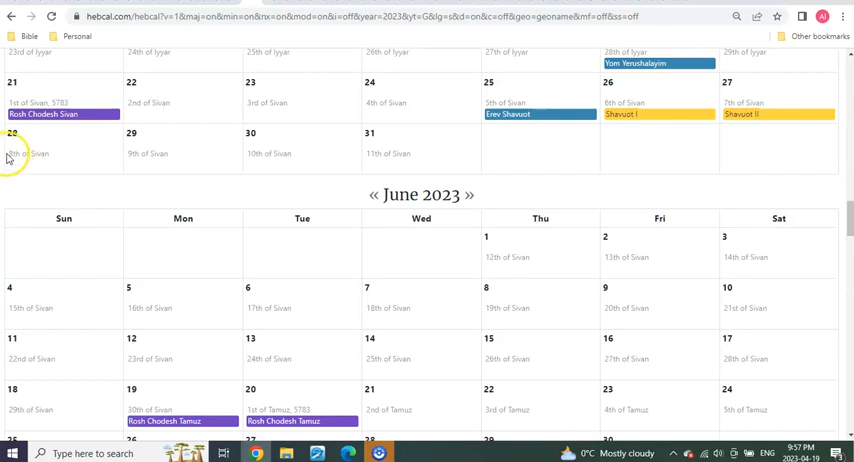 hebcal.com/hebcal?v=1&maj=on&min=on&nx=on&mod=on&i=off&year=2023&yt=G&lg=s&d=on&c=off&geo=geoname&mf=off&ss=off
AI
Bible Personal Other bookmarks
23rd of Iyyar 24th of Iyyar 25th of Iyyar 26th of Iyyar 27th of Iyyar 28th of Iyyar 29th of Iyyar
Yom Yerushalayim
21 22 23 24 25 26 27
1st of Sivan, 5783 2nd of Sivan 3rd of Sivan 4th of Sivan 5th of Sivan 6th of Sivan 7th of Sivan
Rosh Chodesh Sivan Erev Shavuot Shavuot I Shavuot II
28 29 30 31
8th of Sivan 9th of Sivan 10th of Sivan 11th of Sivan
« June 2023 »
Sun Mon Tue Wed Thu Fri Sat
1 2 3
12th of Sivan 13th of Sivan 14th of Sivan
4 5 6 7 8 9 10
15th of Sivan 16th of Sivan 17th of Sivan 18th of Sivan 19th of Sivan 20th of Sivan 21st of Sivan
11 12 13 14 15 16 17
22nd of Sivan 23rd of Sivan 24th of Sivan 25th of Sivan 26th of Sivan 27th of Sivan 28th of Sivan
18 19 20 21 22 23 24
29th of Sivan 30th of Sivan 1st of Tamuz, 5783 2nd of Tamuz 3rd of Tamuz 4th of Tamuz 5th of Tamuz
Rosh Chodesh Tamuz Rosh Chodesh Tamuz
25 26 27 28 29 30
Type here to search 0°C Mostly cloudy ENG 9:57 PM
2023-04-19 3